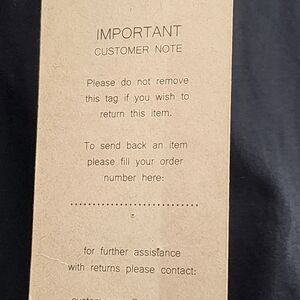 IMPORTANT
CUSTOMER NOTE
Please do not remove
this tag if you wish to
return this item.
To send back an item
please fill your order
number here:
........................................
for further assistance
with returns please contact: